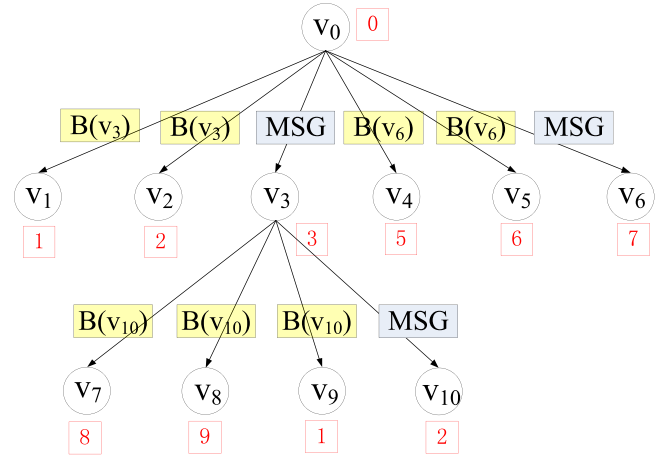 v0 0
B(v3) B(v3) MSG B(v6) B(v6) MSG
v1 v2 v3 v4 v5 v6
1 2 3 5 6 7
B(v10) B(v10) B(v10) MSG
v7 v8 v9 v10
8 9 1 2